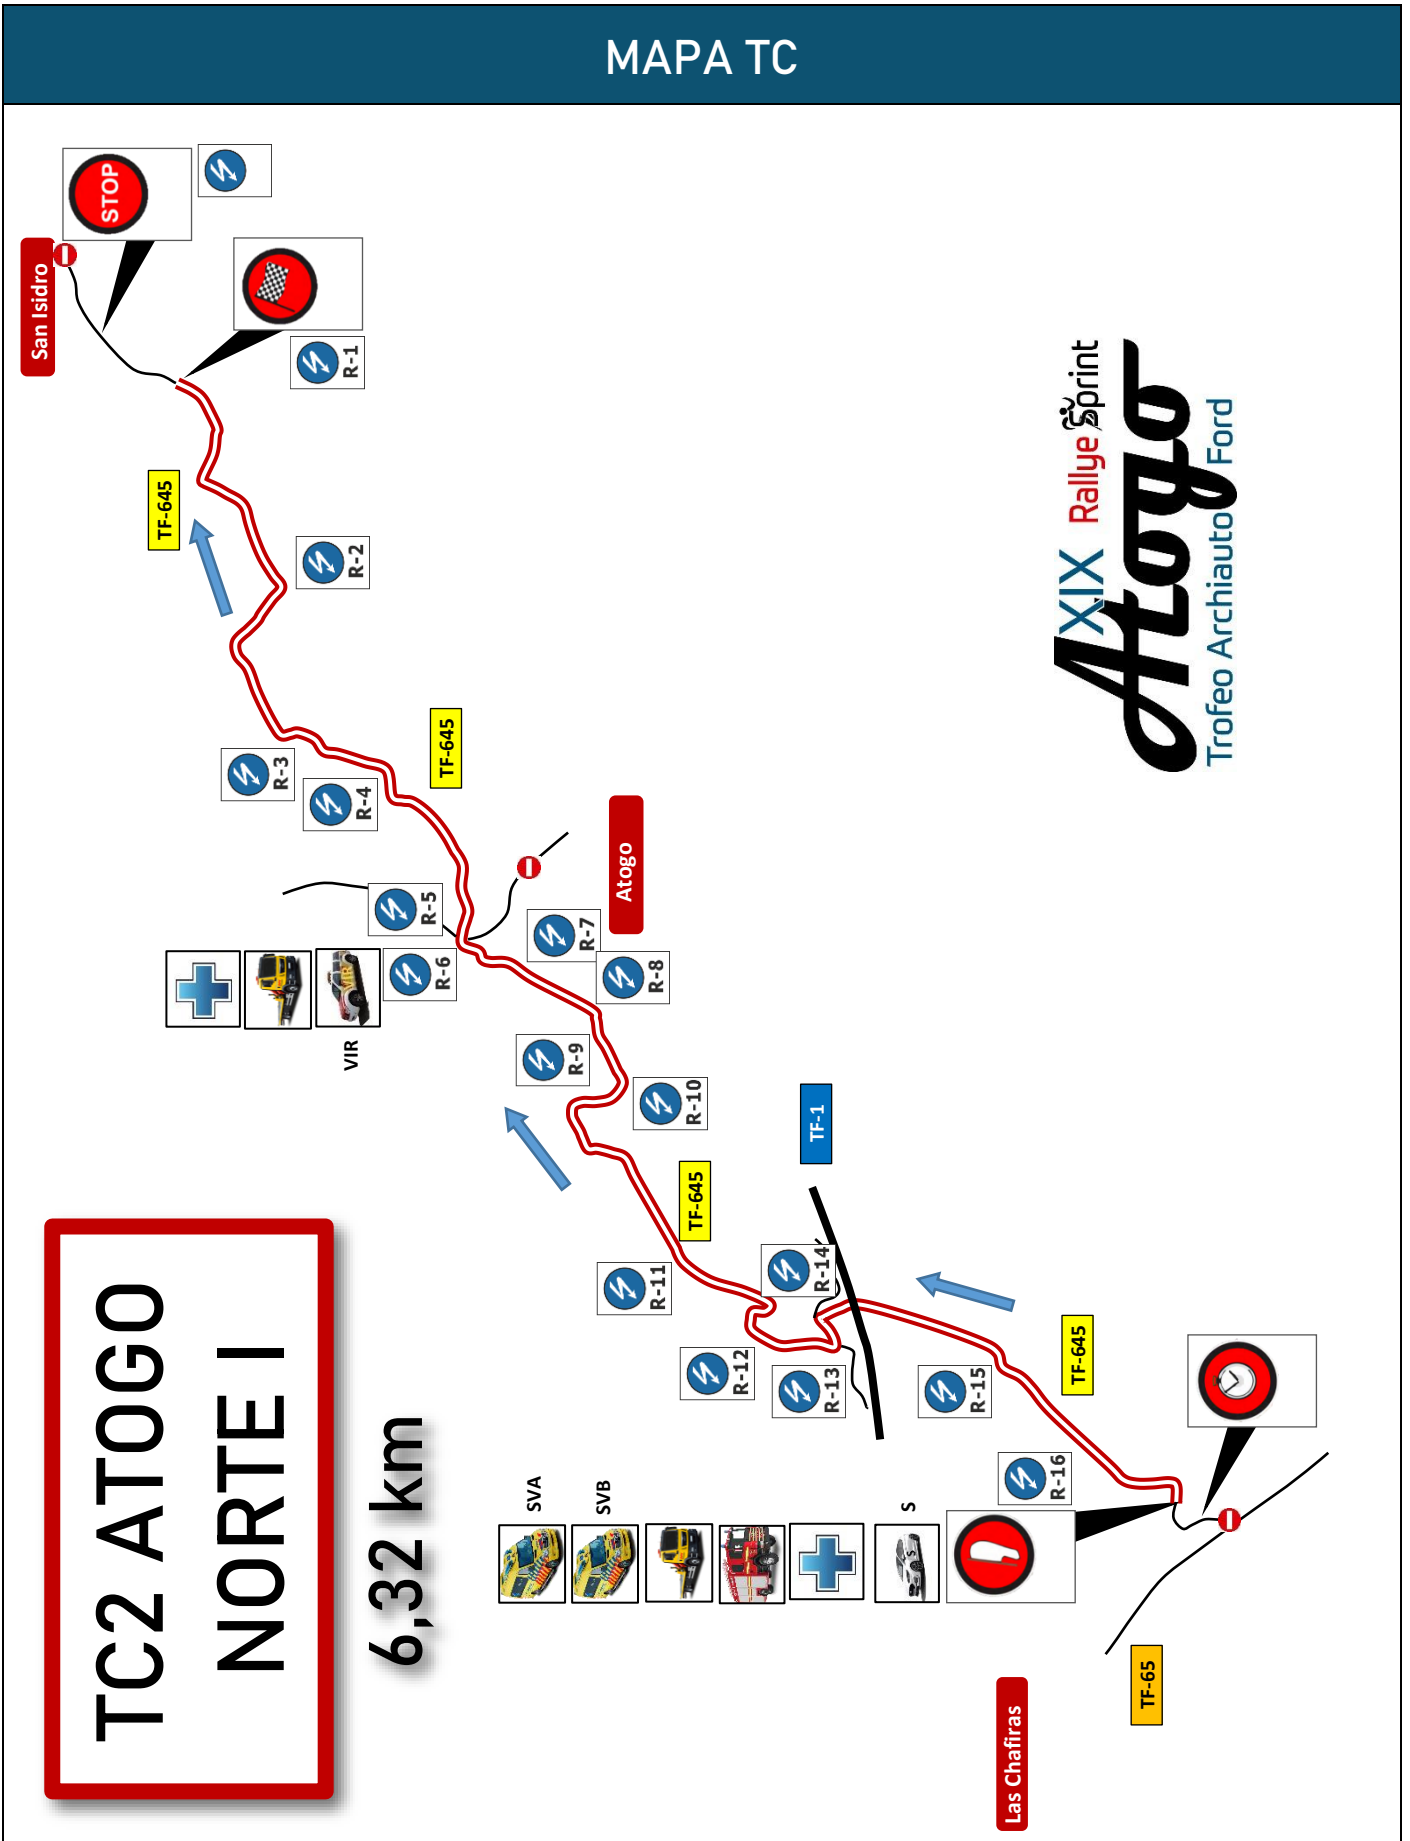 MAPA TC
TC2 ATOGO
NORTE I
6,32 km
San Isidro
STOP
R-1
TF-645
R-2
R-3
R-4
TF-645
R-5
R-6
VIR
Atogo
R-7
R-8
R-9
R-10
TF-1
TF-645
R-11
R-12
R-13
R-14
R-15
TF-645
R-16
SVA
SVB
S
S
Las Chafiras
TF-65
XIX Rallye Sprint
Atogo
Trofeo Archiauto Ford